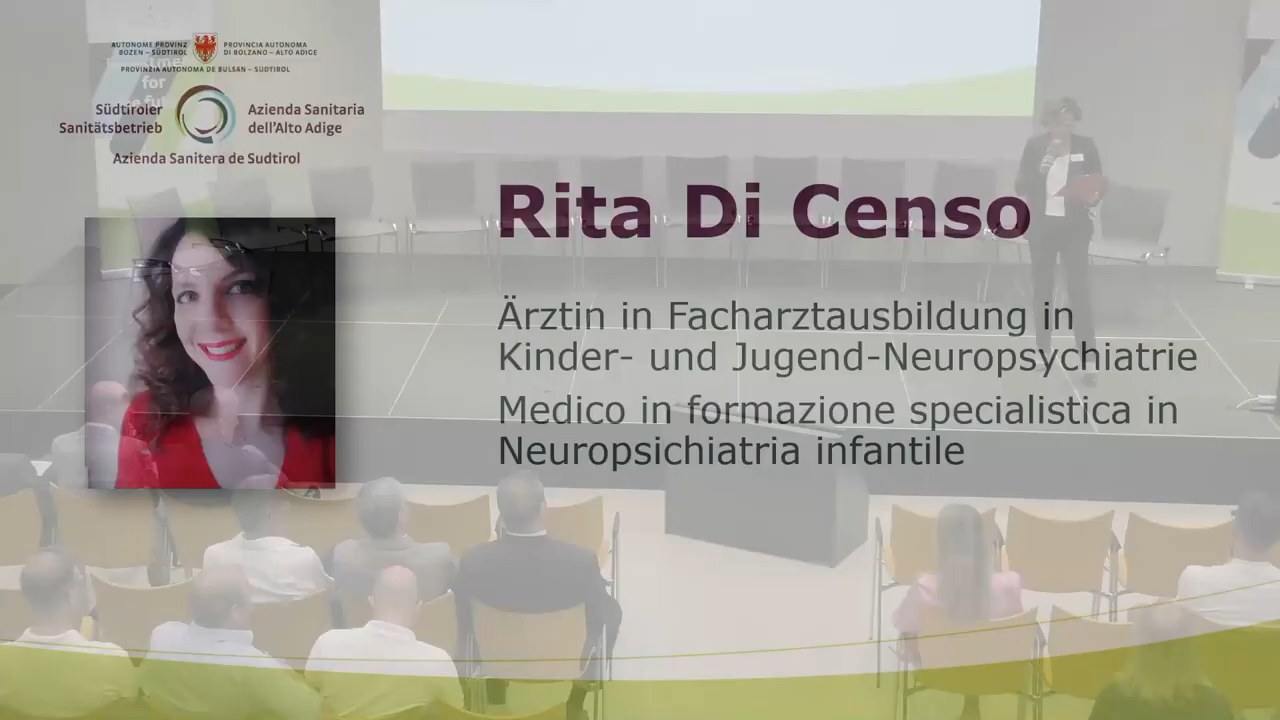 AUTONOME PROVINZ
BOZEN – SÜDTIROL
PROVINCIA AUTONOMA
DI BOLZANO – ALTO ADIGE
PROVINZIA AUTONOMA DE BULSAN – SÜDTIROL
for
Südtiroler
Sanitätsbetrieb
Azienda Sanitaria
dell'Alto Adige
Azienda Sanitera de Sudtirol
Rita Di Censo
Ärztin in Facharztausbildung in
Kinder- und Jugend-Neuropsychiatrie
Medico in formazione specialistica in
Neuropsichiatria infantile